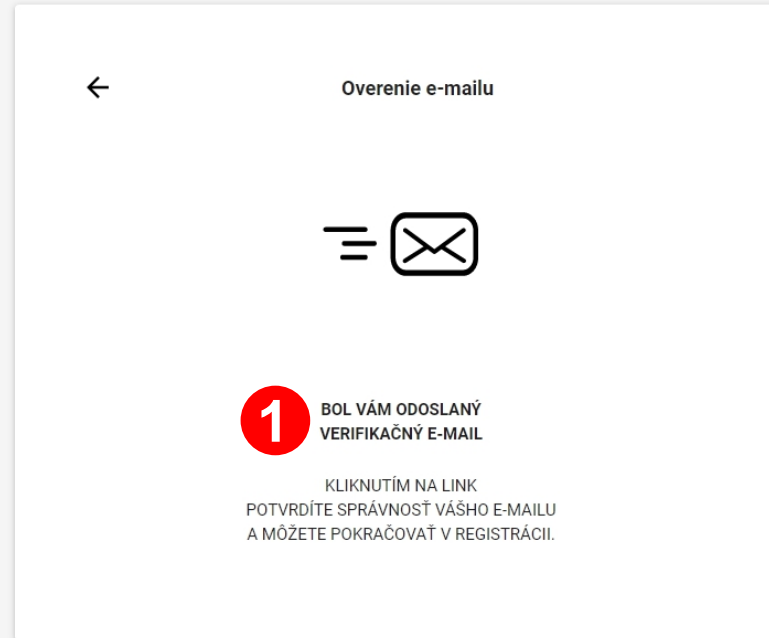 Overenie e-mailu
1
BOL VÁM ODOSLANÝ
VERIFIKAČNÝ E-MAIL
KLIKNUTÍM NA LINK
POTVRDÍTE SPRÁVNOSŤ VÁŠHO E-MAILU
A MÔŽETE POKRAČOVAŤ V REGISTRÁCII.